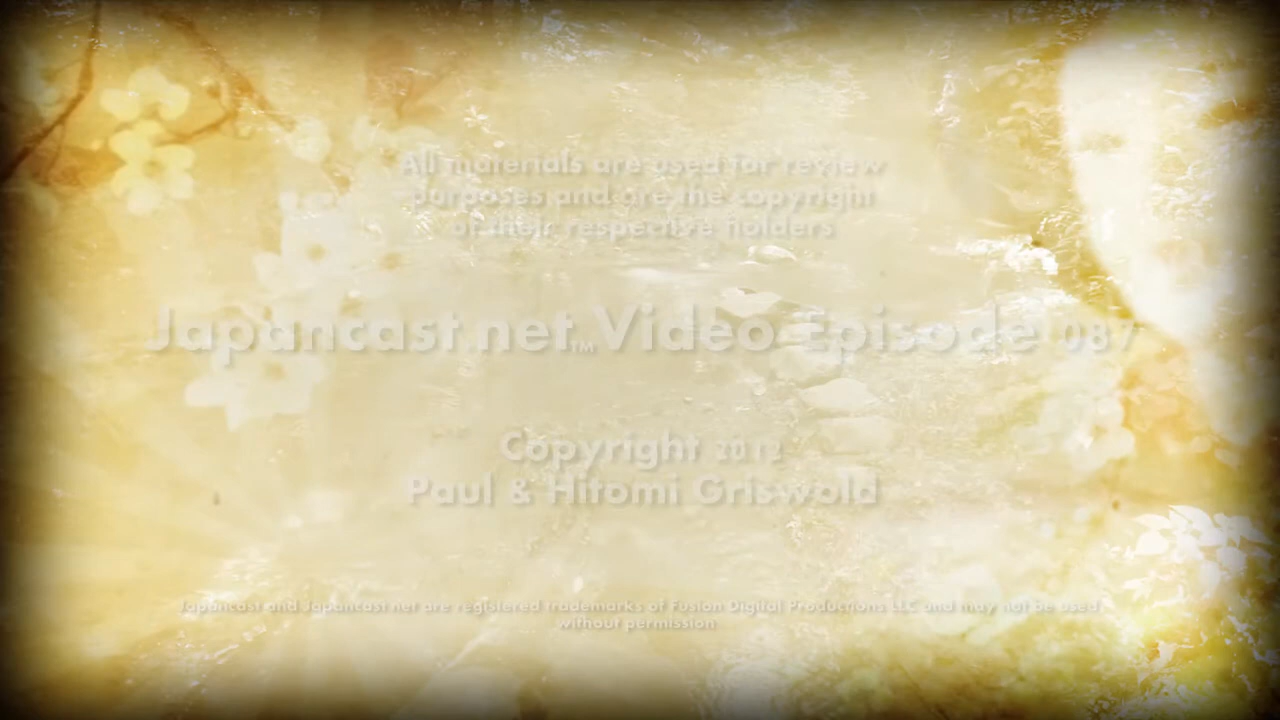 All materials are used for review
purposes and are the copyright
of their respective holders
Japancast.net™ Video Episode 087
Copyright 2012
Paul & Hitomi Griswold
Japancast and Japancast.net are registered trademarks of Fusion Digital Productions LLC and may not be used
without permission